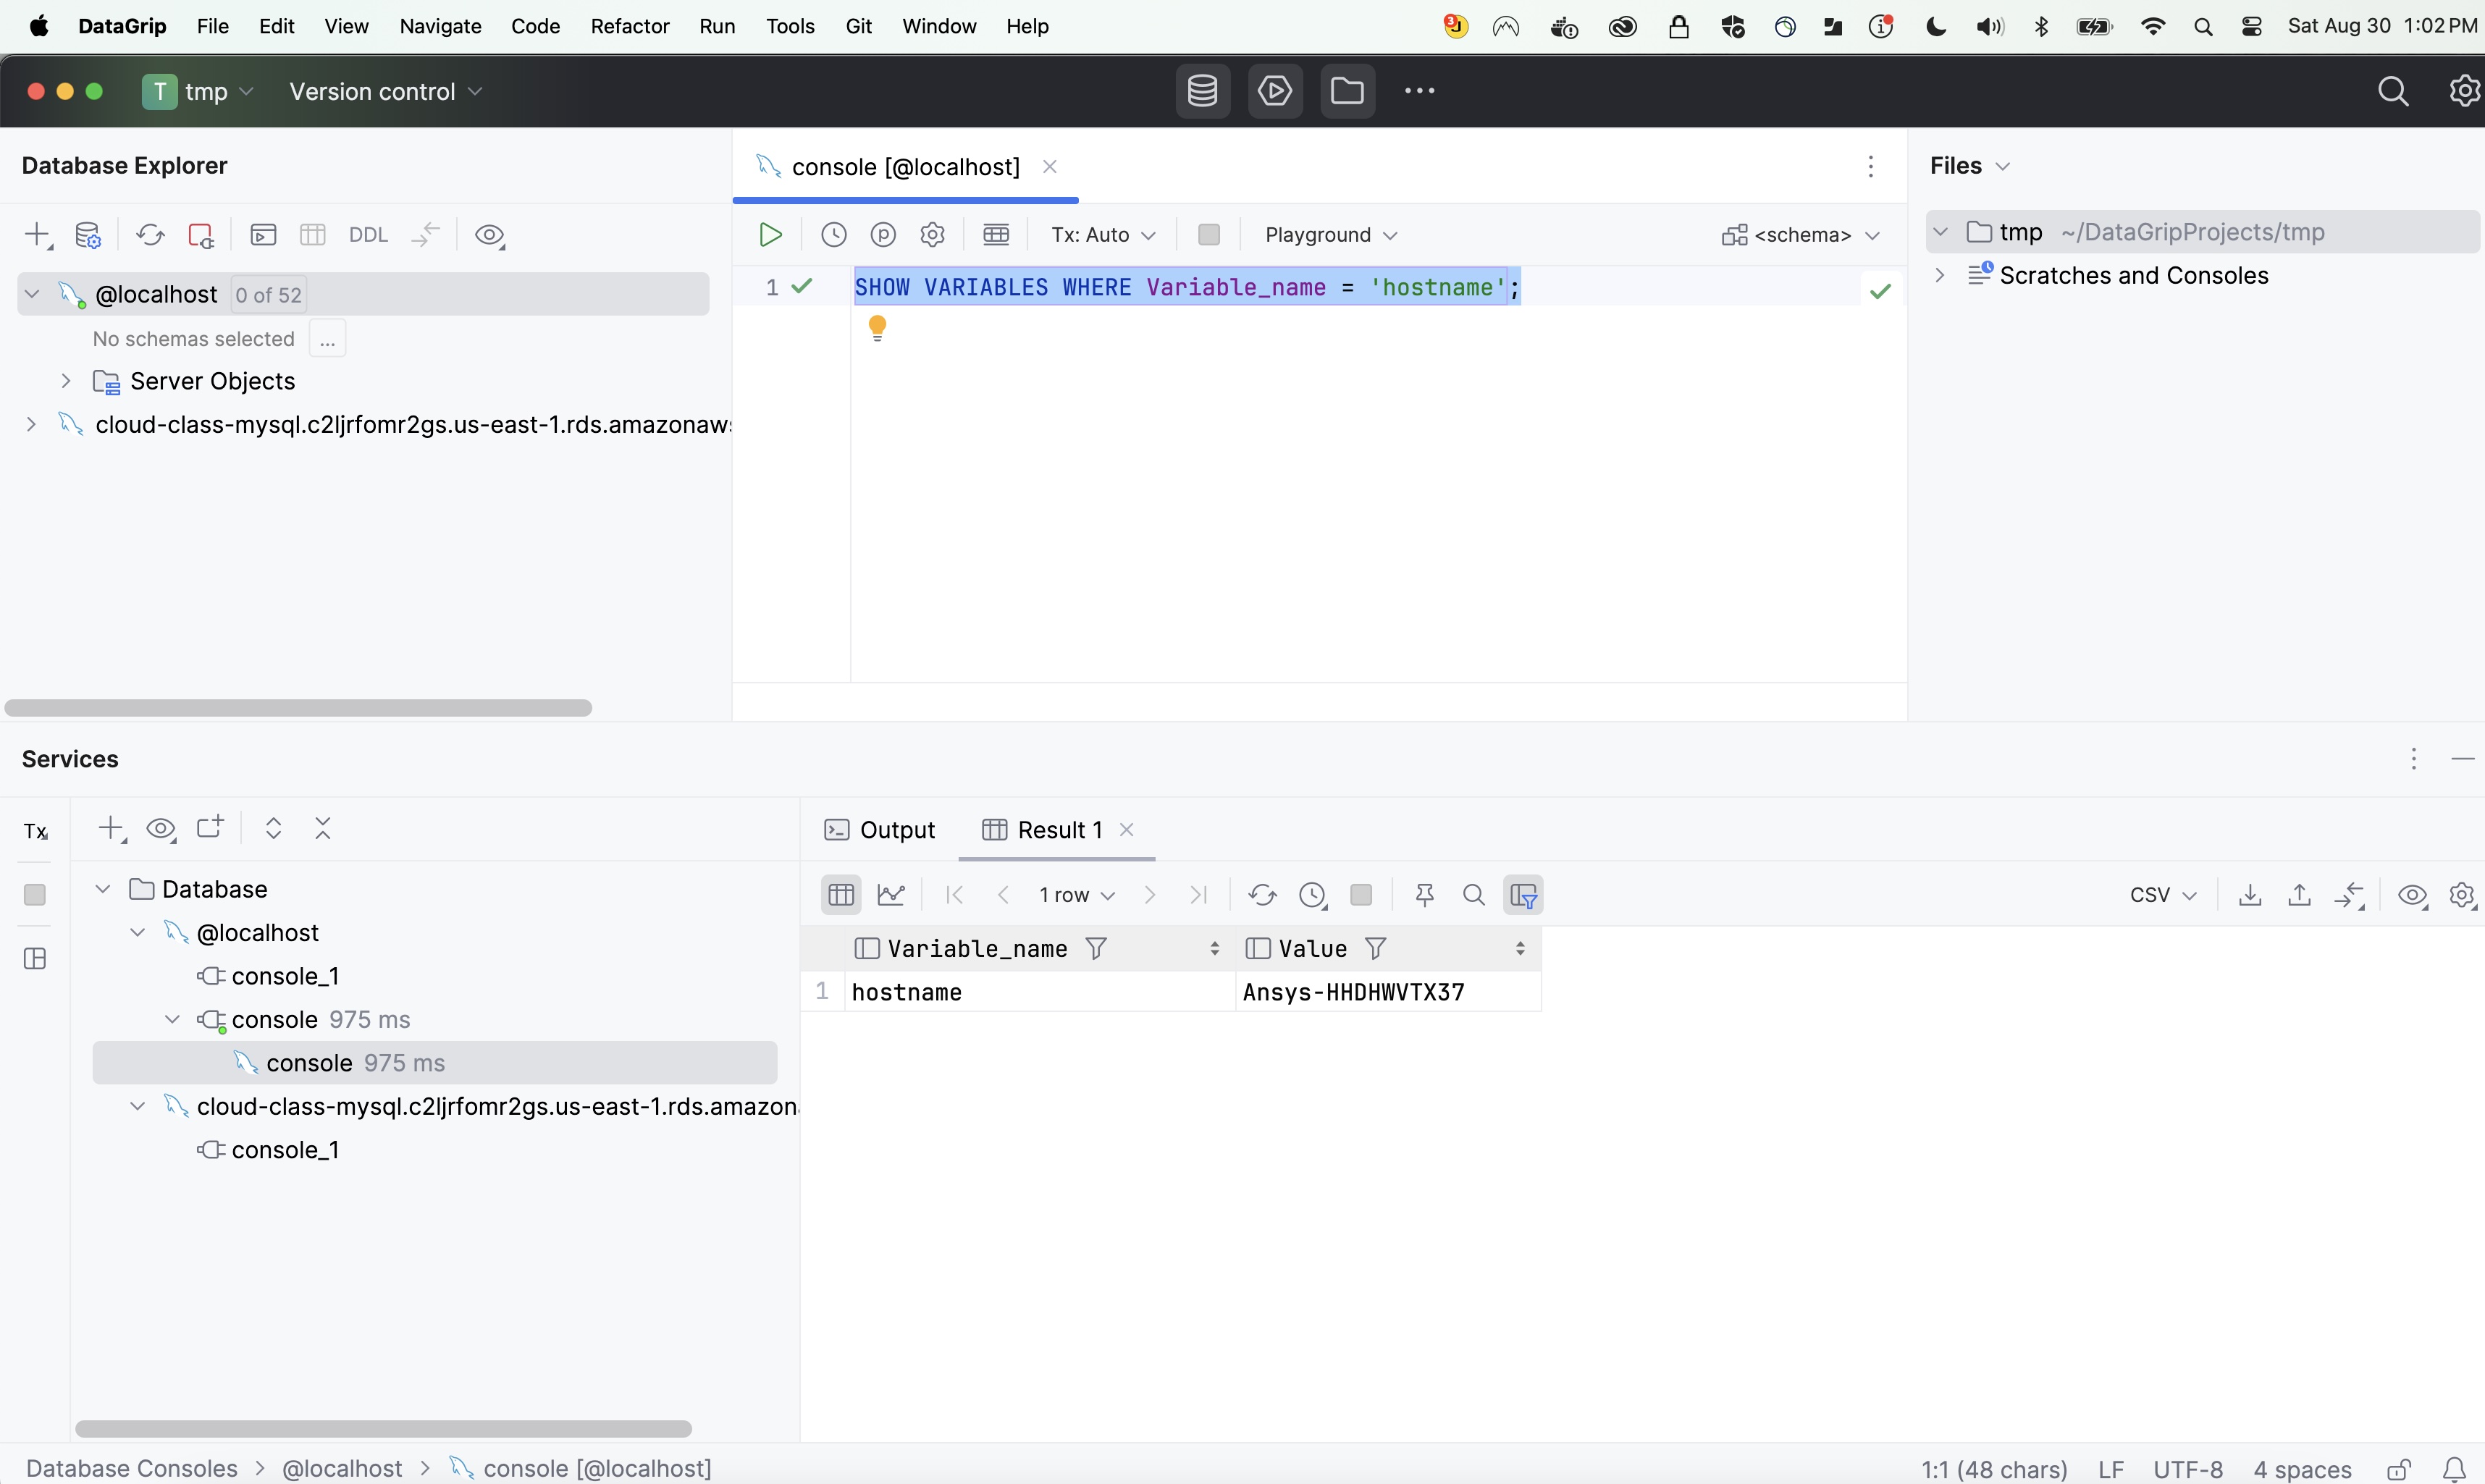 DataGrip File Edit View Navigate Code Refactor Run Tools Git Window Help 3 J Sat Aug 30 1:02 PM
T tmp Version control
Database Explorer
console [@localhost]
Files
DDL
Tx: Auto Playground <schema>
tmp ~/DataGripProjects/tmp
@localhost 0 of 52
1 SHOW VARIABLES WHERE Variable_name = 'hostname';
Scratches and Consoles
No schemas selected ...
Server Objects
cloud-class-mysql.c2ljrfomr2gs.us-east-1.rds.amazonaws
Services
Tx
Output Result 1
Database
1 row CSV
@localhost
Variable_name Value
console_1
1 hostname Ansys-HHDHWVTX37
console 975 ms
console 975 ms
cloud-class-mysql.c2ljrfomr2gs.us-east-1.rds.amazon
console_1
Database Consoles > @localhost > console [@localhost] 1:1 (48 chars) LF UTF-8 4 spaces